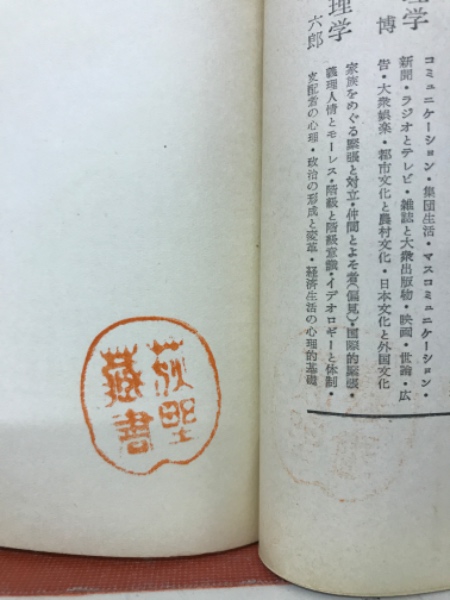 理学
博
コミュニケーション・集団生活・マスコミュニケーション・
新聞・ラジオとテレビ・雑誌と大衆出版物・映画・世論・広
告・大衆娯楽・都市文化と農村文化・日本文化と外国文化
理学
六郎
家族をめぐる緊張と対立・仲間とよそ者(偏見)・国際的緊張・
義理人情とモーレス・階級と階級意識・イデオロギーと体制・
支配者の心理・政治の形成と変革・経済生活の心理的基礎
荻
藏書